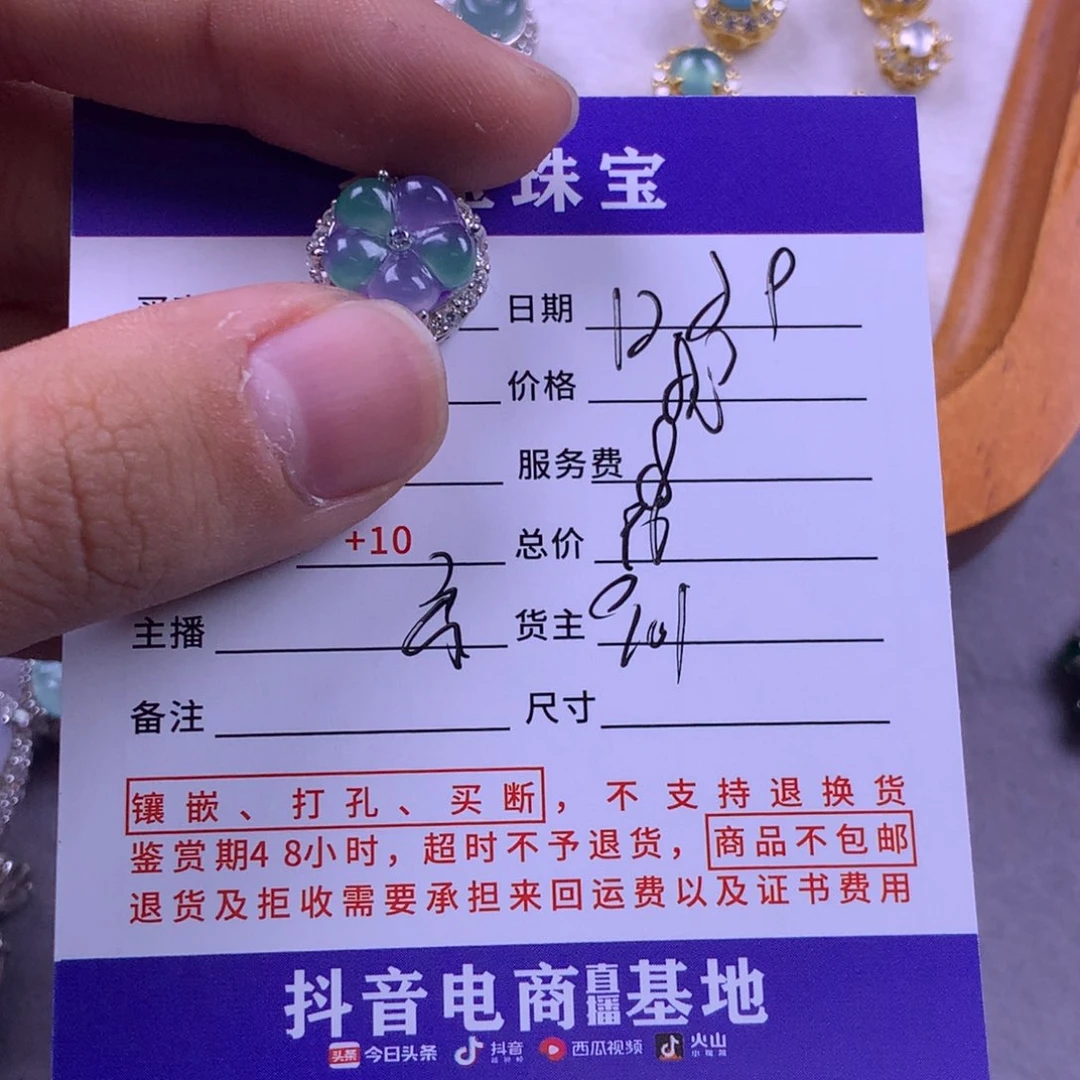 珠宝
日期
价格
服务费
+10 总价
主播 货主
备注 尺寸
镶嵌、打孔、买断，不支持退换货
鉴赏期48小时，超时不予退货，商品不包邮
退货及拒收需要承担来回运费以及证书费用
抖音电商直播基地
头条 今日头条 抖音 西瓜视频 火山